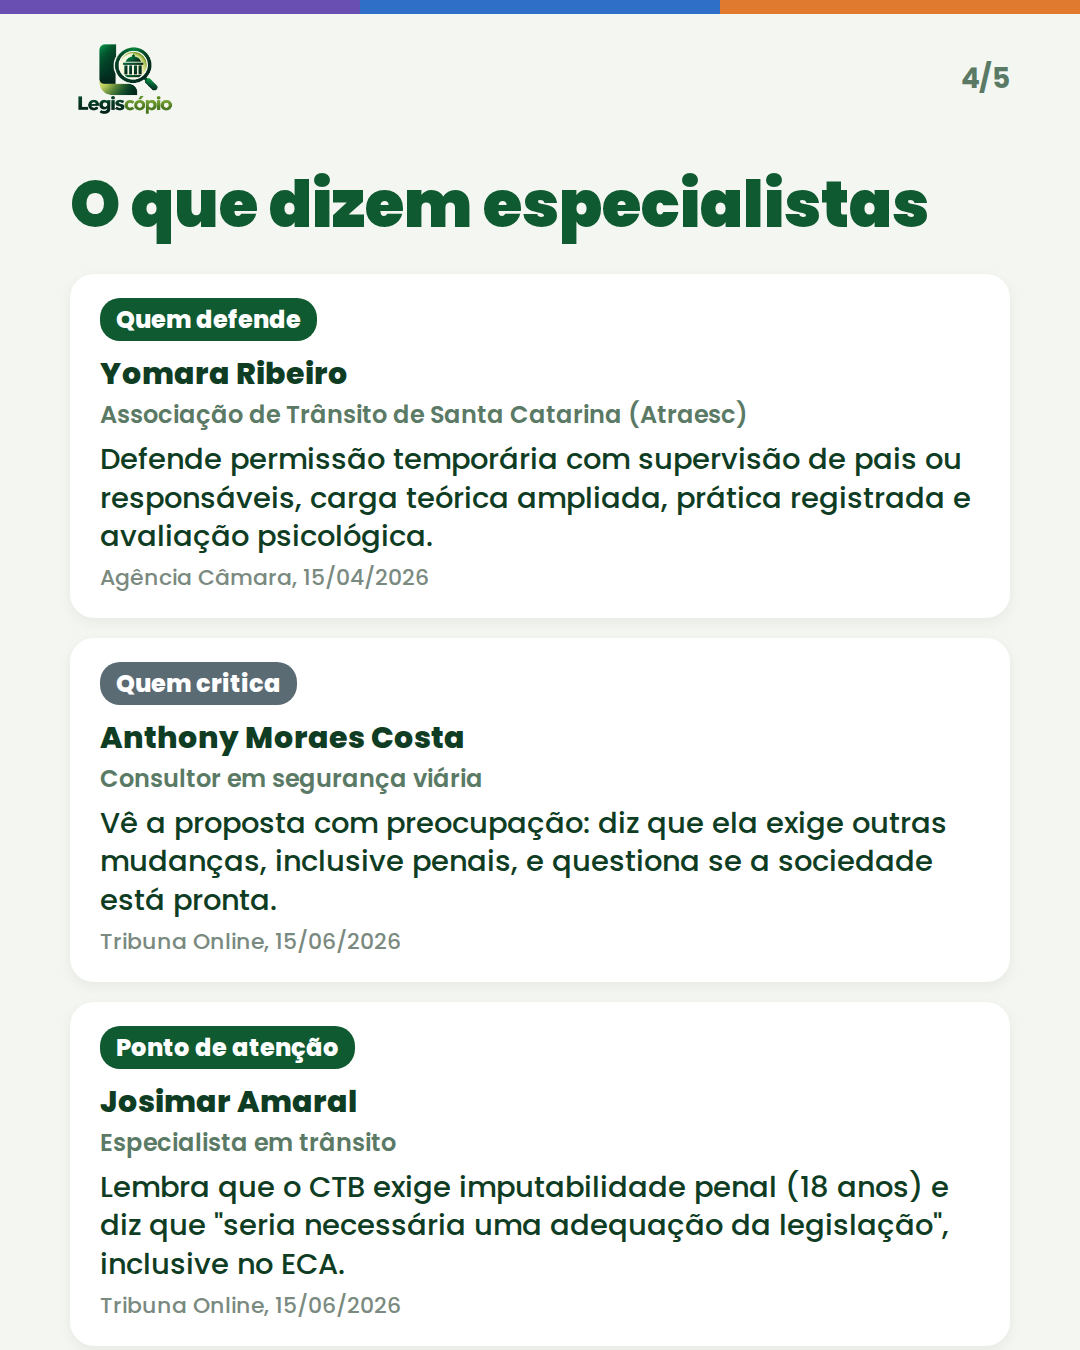 Legiscópio
4/5
O que dizem especialistas
Quem defende
Yomara Ribeiro
Associação de Trânsito de Santa Catarina (Atraesc)
Defende permissão temporária com supervisão de pais ou
responsáveis, carga teórica ampliada, prática registrada e
avaliação psicológica.
Agência Câmara, 15/04/2026
Quem critica
Anthony Moraes Costa
Consultor em segurança viária
Vê a proposta com preocupação: diz que ela exige outras
mudanças, inclusive penais, e questiona se a sociedade
está pronta.
Tribuna Online, 15/06/2026
Ponto de atenção
Josimar Amaral
Especialista em trânsito
Lembra que o CTB exige imputabilidade penal (18 anos) e
diz que "seria necessária uma adequação da legislação",
inclusive no ECA.
Tribuna Online, 15/06/2026